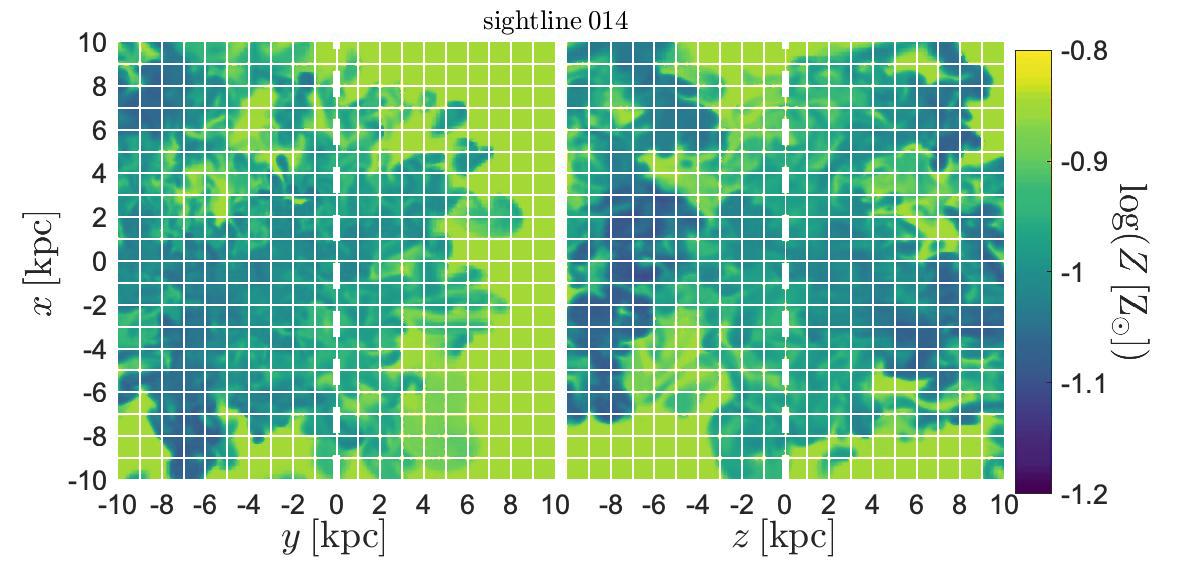 sightline 014
10
8
6
4
2
0
-2
-4
-6
-8
-10
x [kpc]
-10 -8 -6 -4 -2 0 2 4 6 8 10
y [kpc]
-8 -6 -4 -2 0 2 4 6 8 10
z [kpc]
-0.8
-0.9
-1
-1.1
-1.2
log(Z [Z⊙])